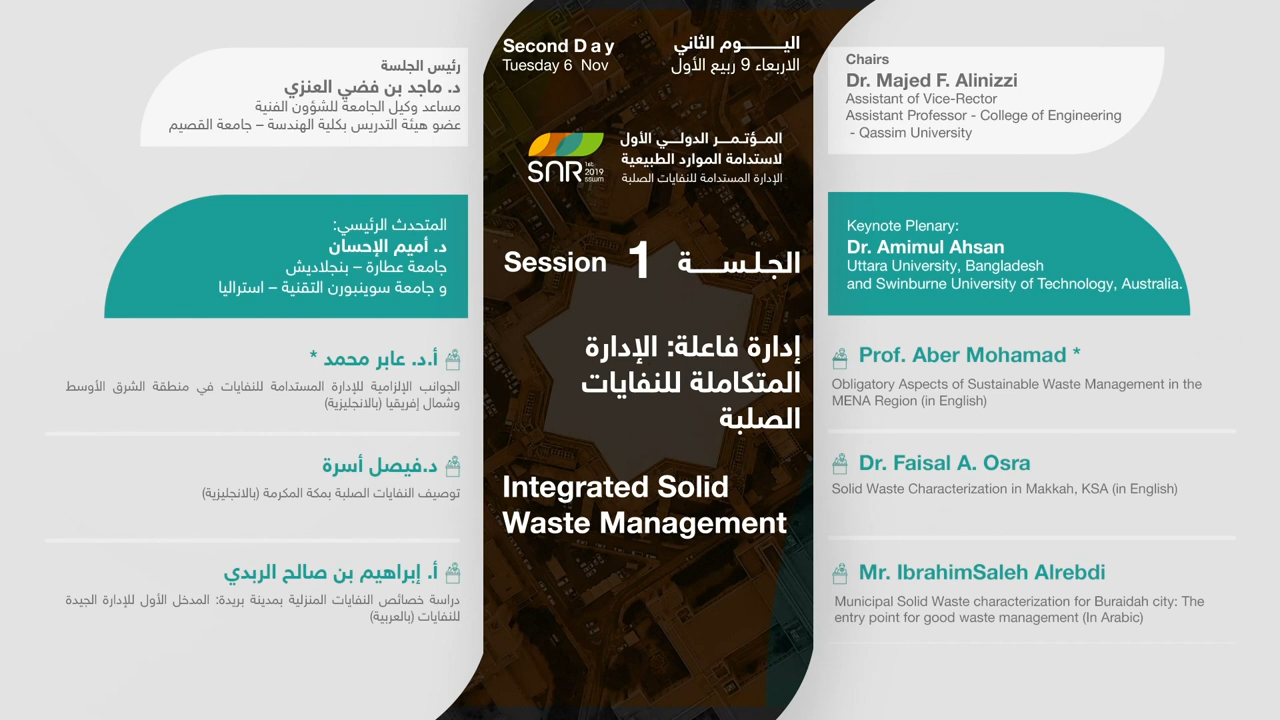 رئيس الجلسة
د. ماجد بن فضي العنزي
مساعد وكيل الجامعة للشؤون الفنية
عضو هيئة التدريس بكلية الهندسة – جامعة القصيم
المتحدث الرئيسي:
د. أميم الإحسان
جامعة عطارة – بنجلاديش
و جامعة سوينبورن التقنية – استراليا
أ.د. عابر محمد *
الجوانب الإلزامية للإدارة المستدامة للنفايات في منطقة الشرق الأوسط
وشمال إفريقيا (بالانجليزية)
د.فيصل أسرة
توصيف النفايات الصلبة بمكة المكرمة (بالانجليزية)
أ. إبراهيم بن صالح الربدي
دراسة خصائص النفايات المنزلية بمدينة بريدة: المدخل الأول للإدارة الجيدة
للنفايات (بالعربية)
Second Day
Tuesday 6 Nov
اليـــــوم الثاني
الاربعاء 9 ربيع الأول
SNR
1st.
2019
sswm
المـؤتـمـر الدولـي الأول
لاستدامة الموارد الطبيعية
الإدارة المستدامة للنفايات الصلبة
Session 1 الجـلـســـة
إدارة فاعلة: الإدارة
المتكاملة للنفايات
الصلبة
Integrated Solid
Waste Management
Chairs
Dr. Majed F. Alinizzi
Assistant of Vice-Rector
Assistant Professor - College of Engineering
- Qassim University
Keynote Plenary:
Dr. Amimul Ahsan
Uttara University, Bangladesh
and Swinburne University of Technology, Australia.
Prof. Aber Mohamad *
Obligatory Aspects of Sustainable Waste Management in the
MENA Region (in English)
Dr. Faisal A. Osra
Solid Waste Characterization in Makkah, KSA (in English)
Mr. IbrahimSaleh Alrebdi
Municipal Solid Waste characterization for Buraidah city: The
entry point for good waste management (In Arabic)